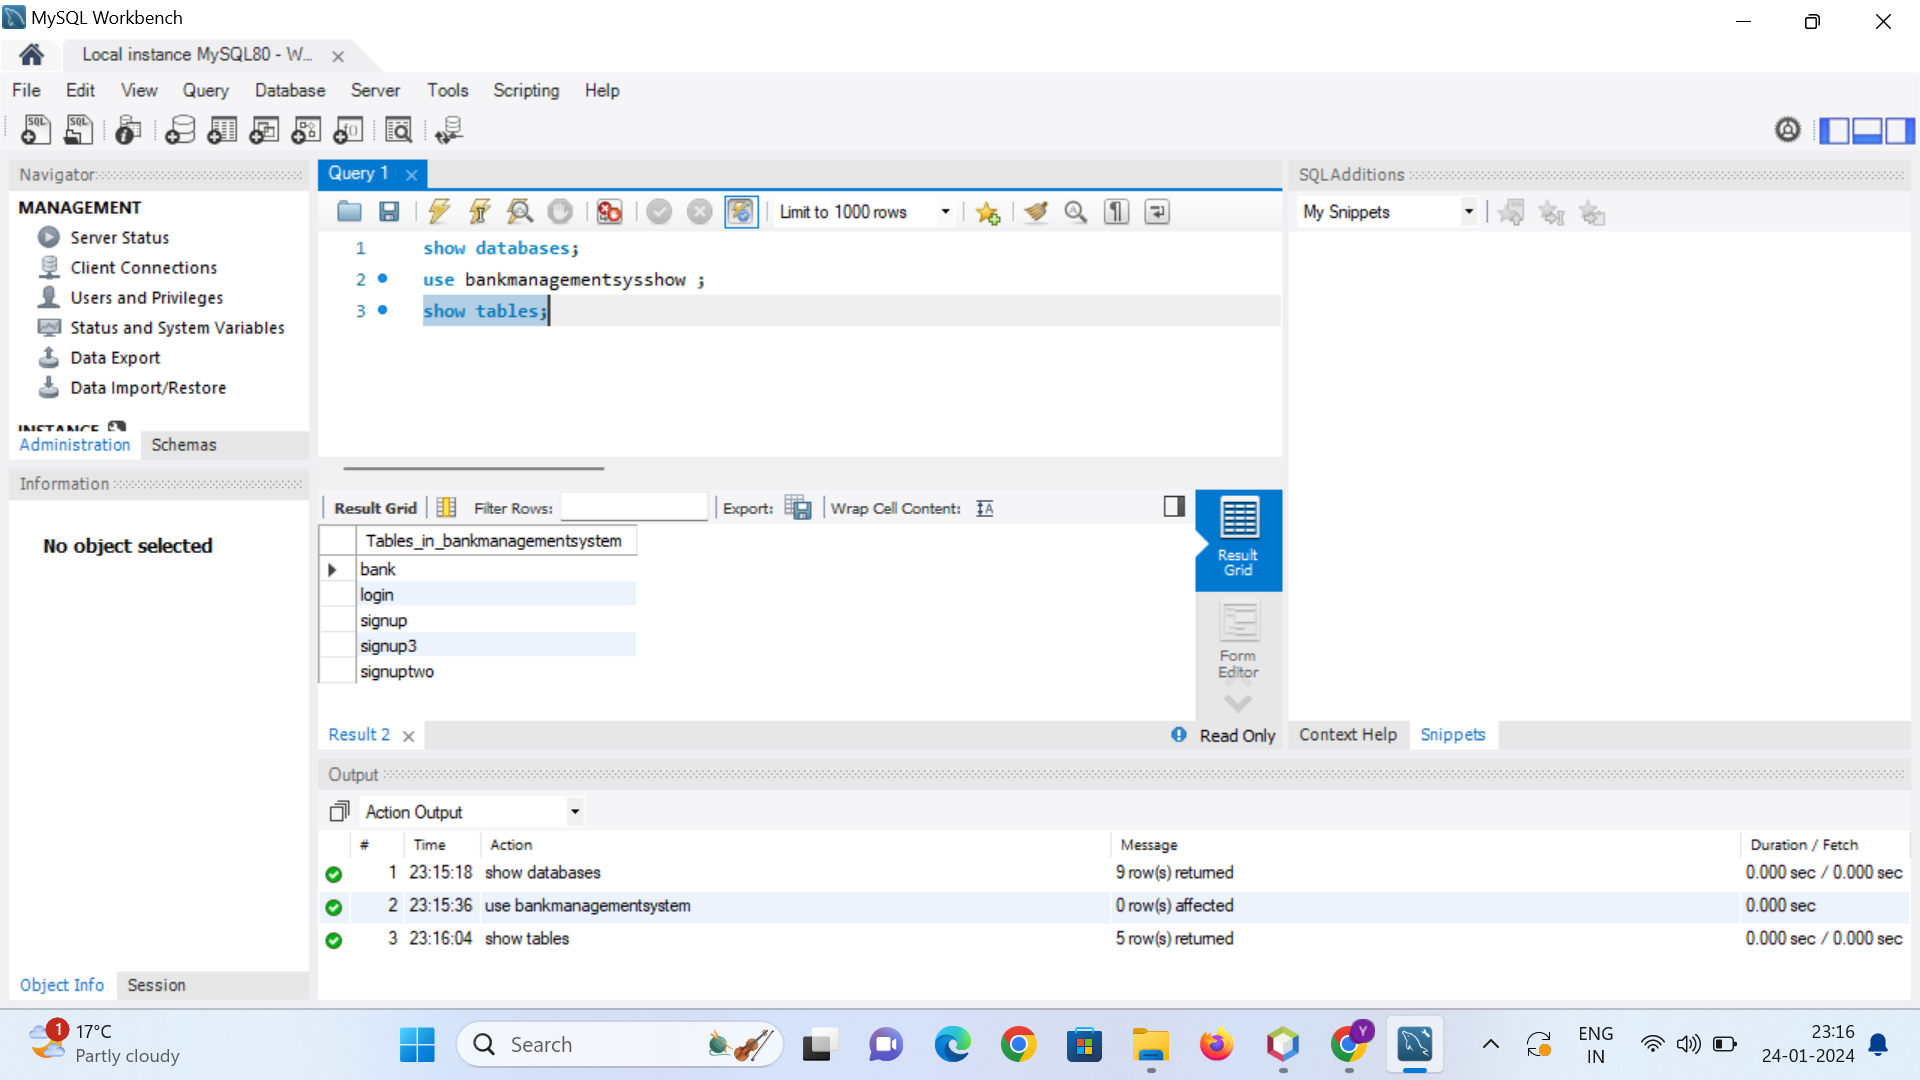 MySQL Workbench
Local instance MySQL80 - W...
File Edit View Query Database Server Tools Scripting Help
Navigator
MANAGEMENT
Server Status
Client Connections
Users and Privileges
Status and System Variables
Data Export
Data Import/Restore
INSTANCE
Administration Schemas
Information
No object selected
Object Info Session
Query 1
Limit to 1000 rows
1 show databases;
2 use bankmanagementsysshow ;
3 show tables;
Result Grid Filter Rows: Export: Wrap Cell Content:
Tables_in_bankmanagementsystem
bank
login
signup
signup3
signuptwo
Result
Grid
Form
Editor
Result 2 Read Only
SQLAdditions
My Snippets
Context Help Snippets
Output
Action Output
# Time Action Message Duration / Fetch
1 23:15:18 show databases 9 row(s) returned 0.000 sec / 0.000 sec
2 23:15:36 use bankmanagementsystem 0 row(s) affected 0.000 sec
3 23:16:04 show tables 5 row(s) returned 0.000 sec / 0.000 sec
1
17°C
Partly cloudy
Search
Y
ENG
IN
23:16
24-01-2024